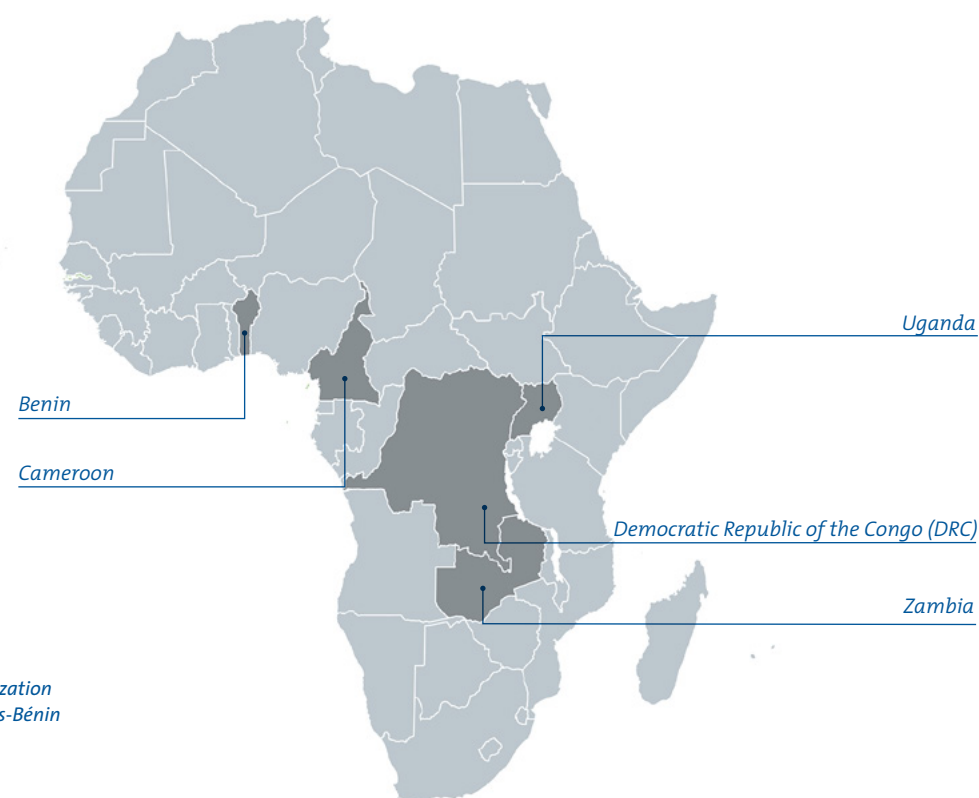 Uganda
Benin
Cameroon
Democratic Republic of the Congo (DRC)
Zambia
zation
s-Bénin